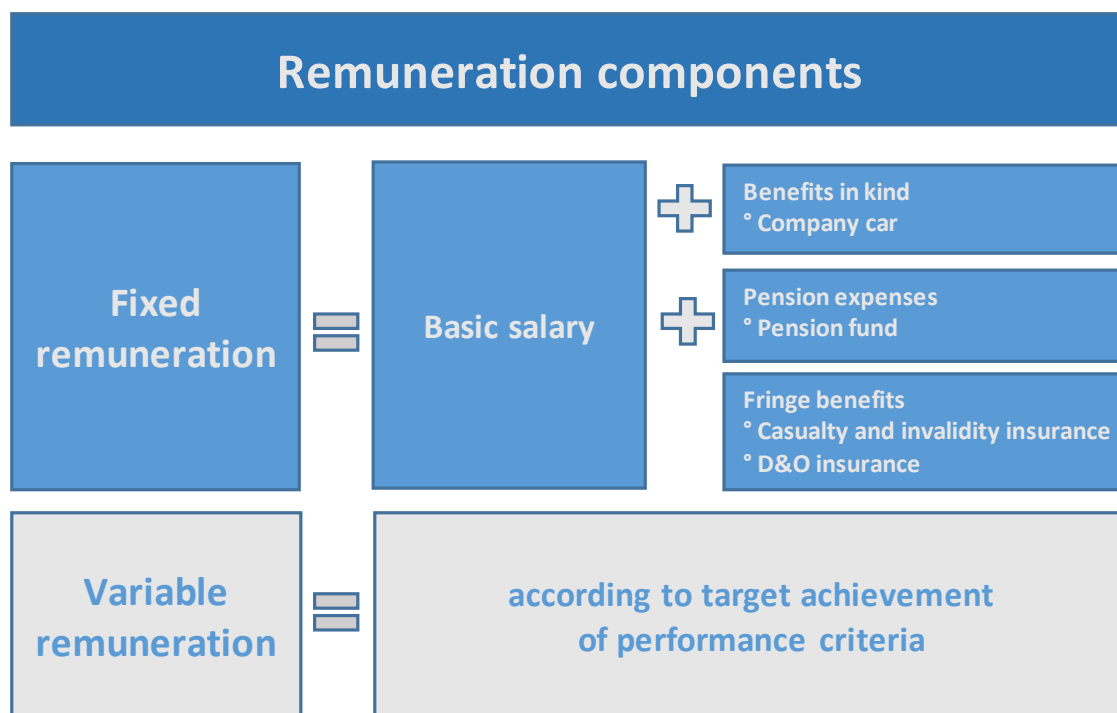 Remuneration components
Fixed
remuneration
Basic salary
Benefits in kind
° Company car
Pension expenses
° Pension fund
Fringe benefits
° Casualty and invalidity insurance
° D&O insurance
Variable
remuneration
according to target achievement
of performance criteria